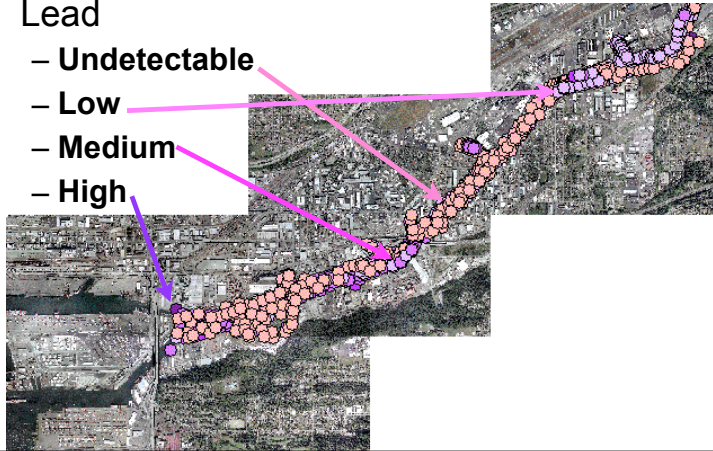 Lead
– Undetectable
– Low
– Medium
– High